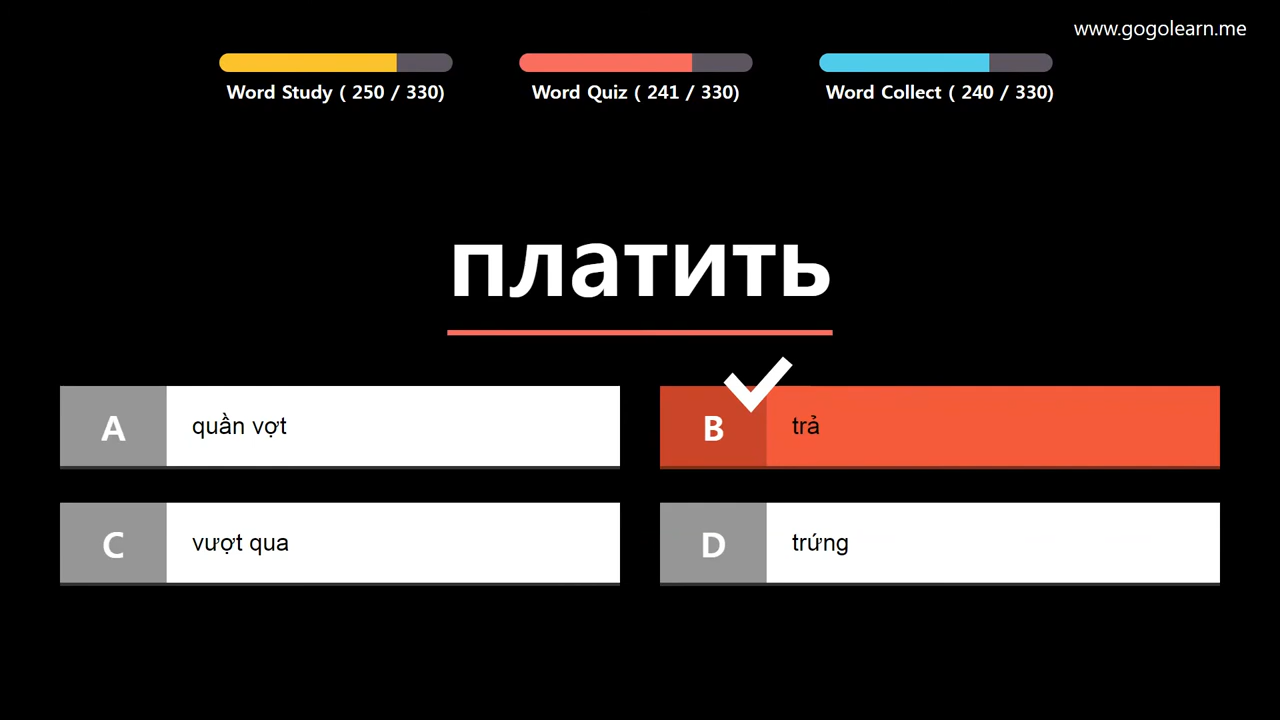 www.gogolearn.me
Word Study ( 250 / 330)
Word Quiz ( 241 / 330)
Word Collect ( 240 / 330)
платить
A quần vợt
B trả
C vượt qua
D trứng